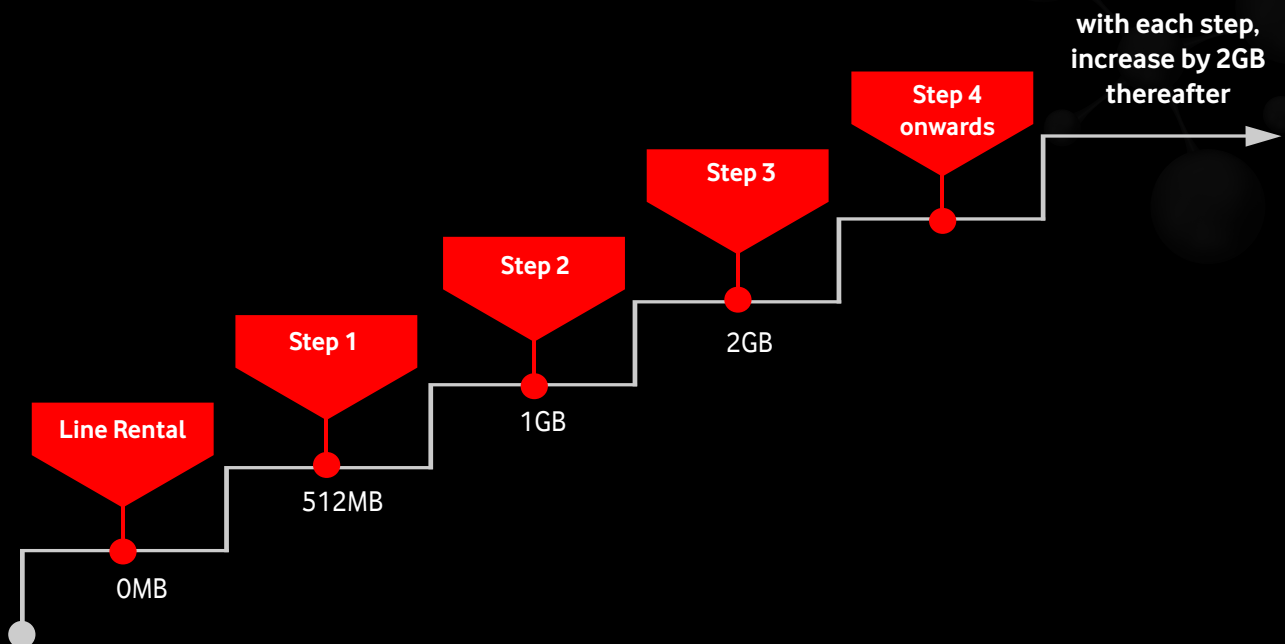 with each step,
increase by 2GB
thereafter
Step 4
onwards
Step 3
2GB
Step 2
1GB
Step 1
512MB
Line Rental
0MB